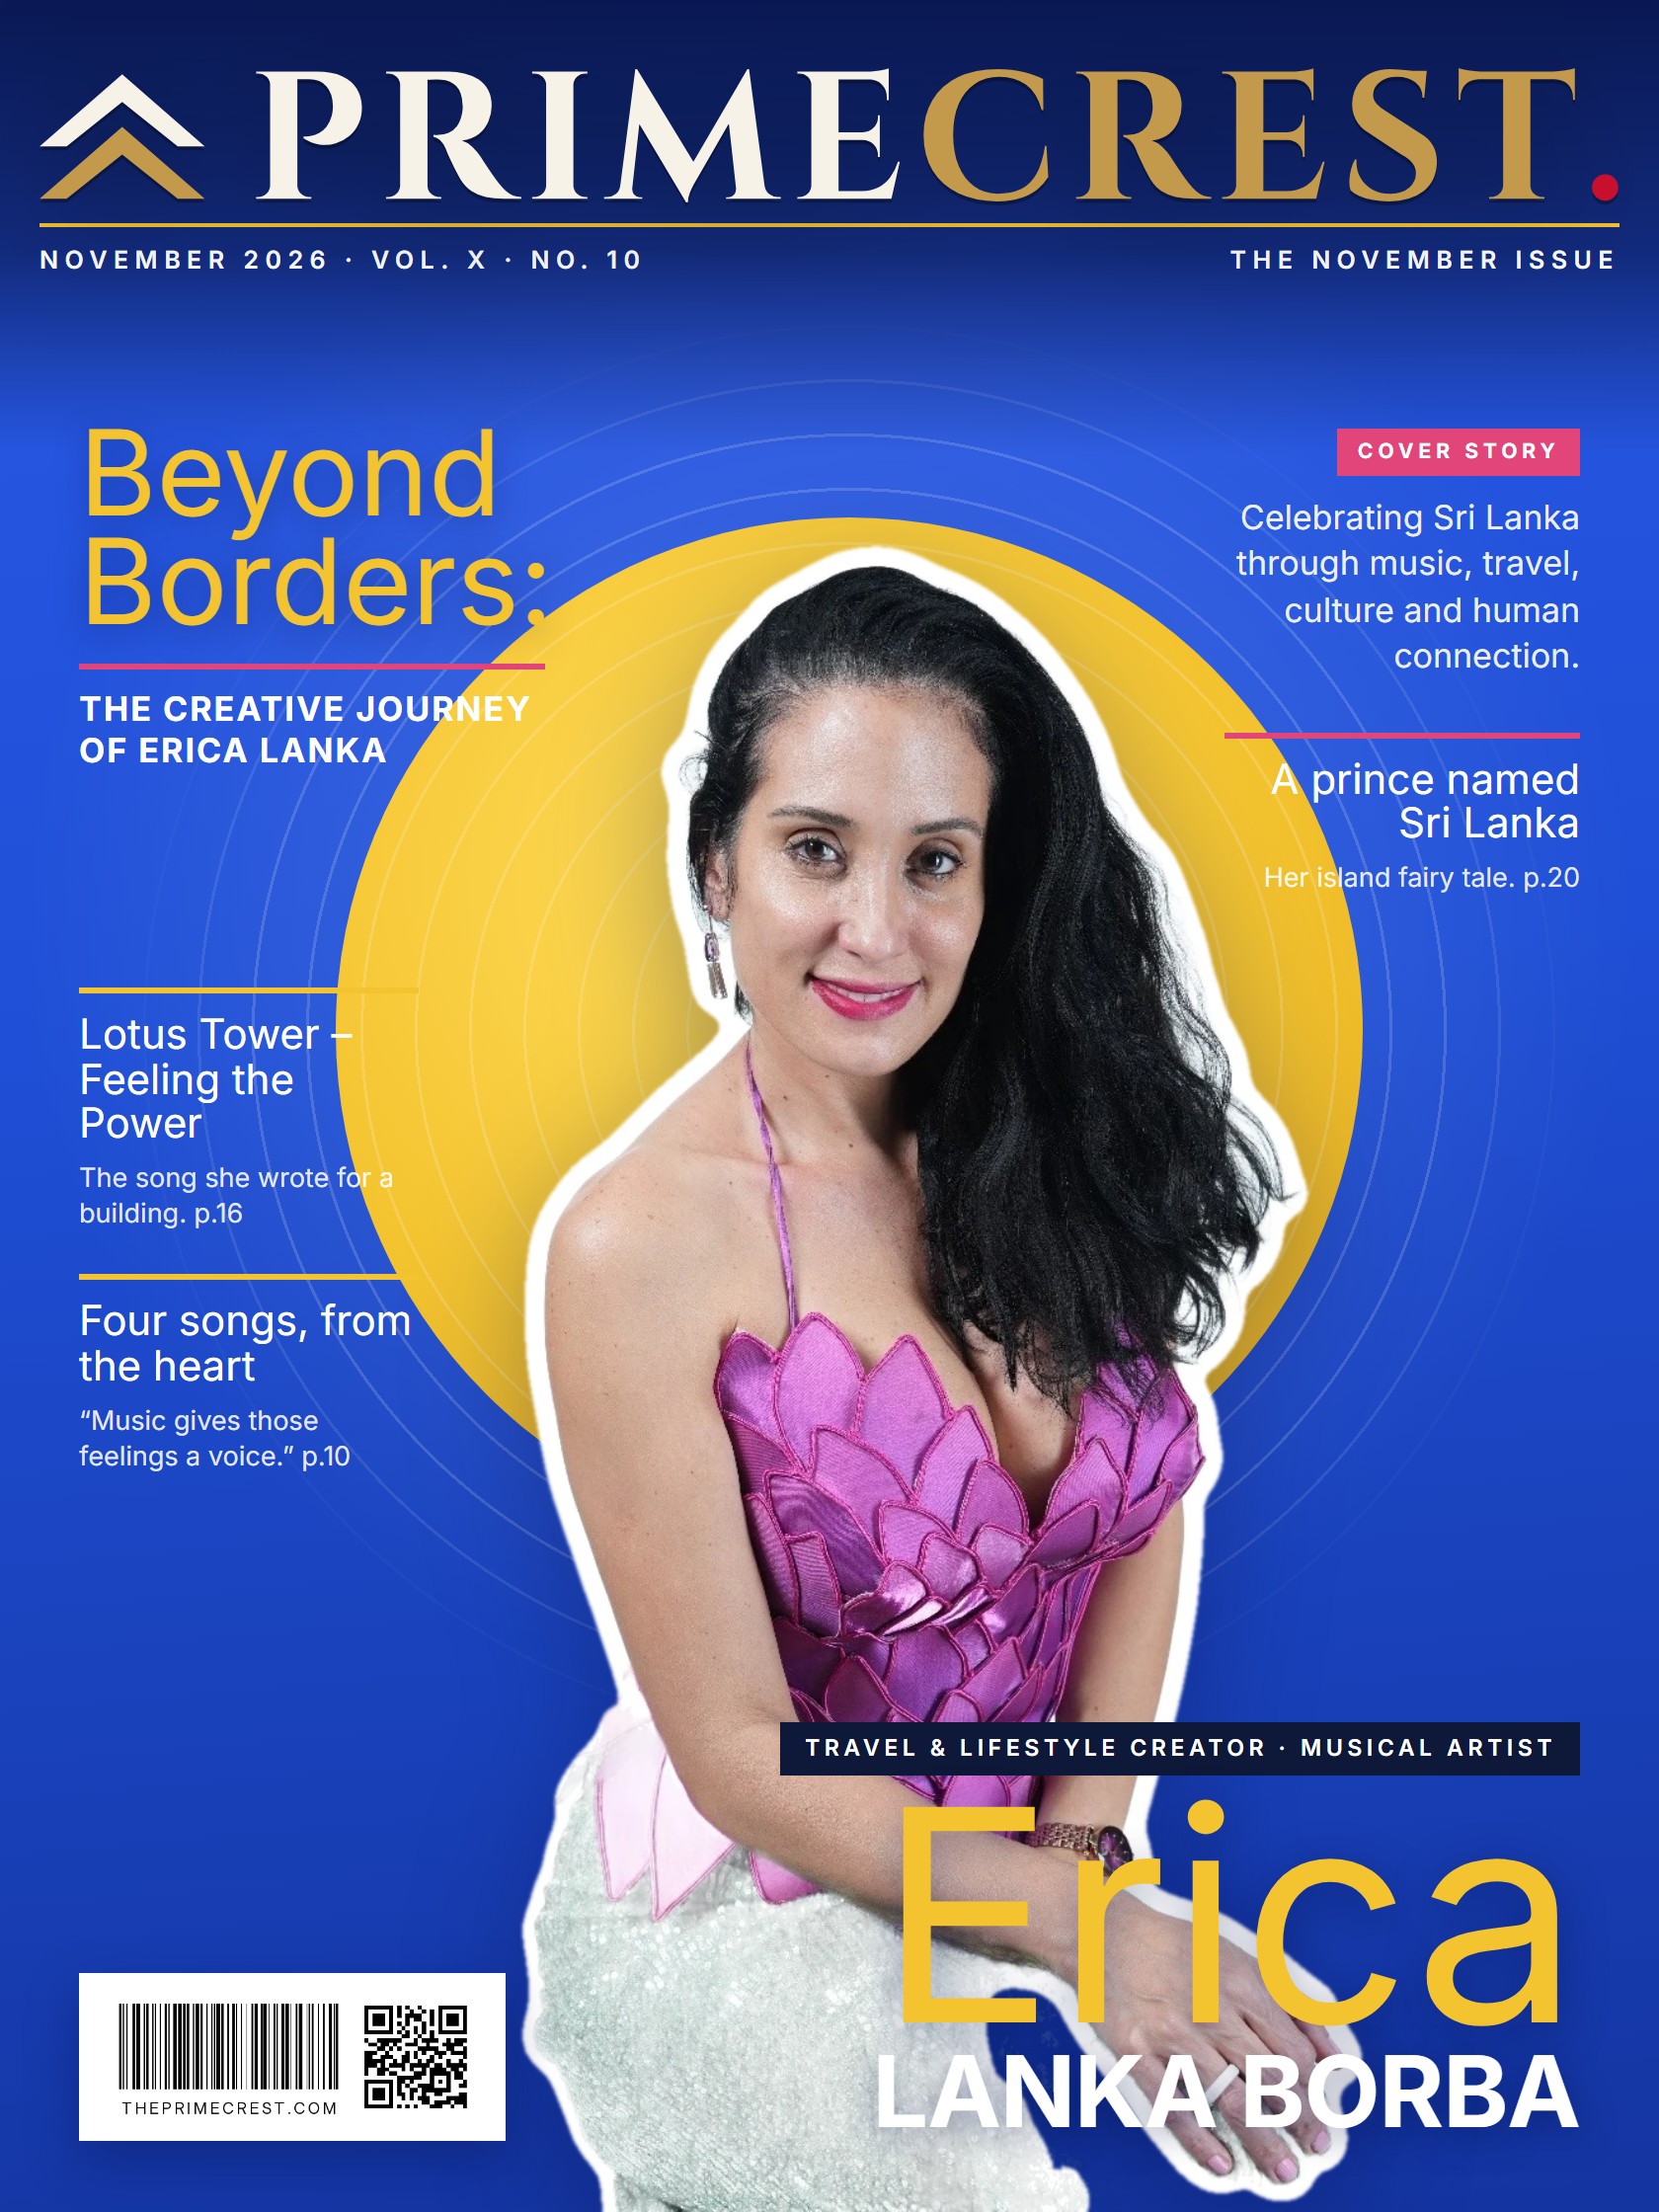 PRIMECREST.
NOVEMBER 2026 · VOL. X · NO. 10
THE NOVEMBER ISSUE
Beyond
Borders:
THE CREATIVE JOURNEY
OF ERICA LANKA
COVER STORY
Celebrating Sri Lanka
through music, travel,
culture and human
connection.
A prince named
Sri Lanka
Her island fairy tale. p.20
Lotus Tower –
Feeling the
Power
The song she wrote for a
building. p.16
Four songs, from
the heart
“Music gives those
feelings a voice.” p.10
TRAVEL & LIFESTYLE CREATOR · MUSICAL ARTIST
Erica
LANKA BORBA
THEPRIMECREST.COM